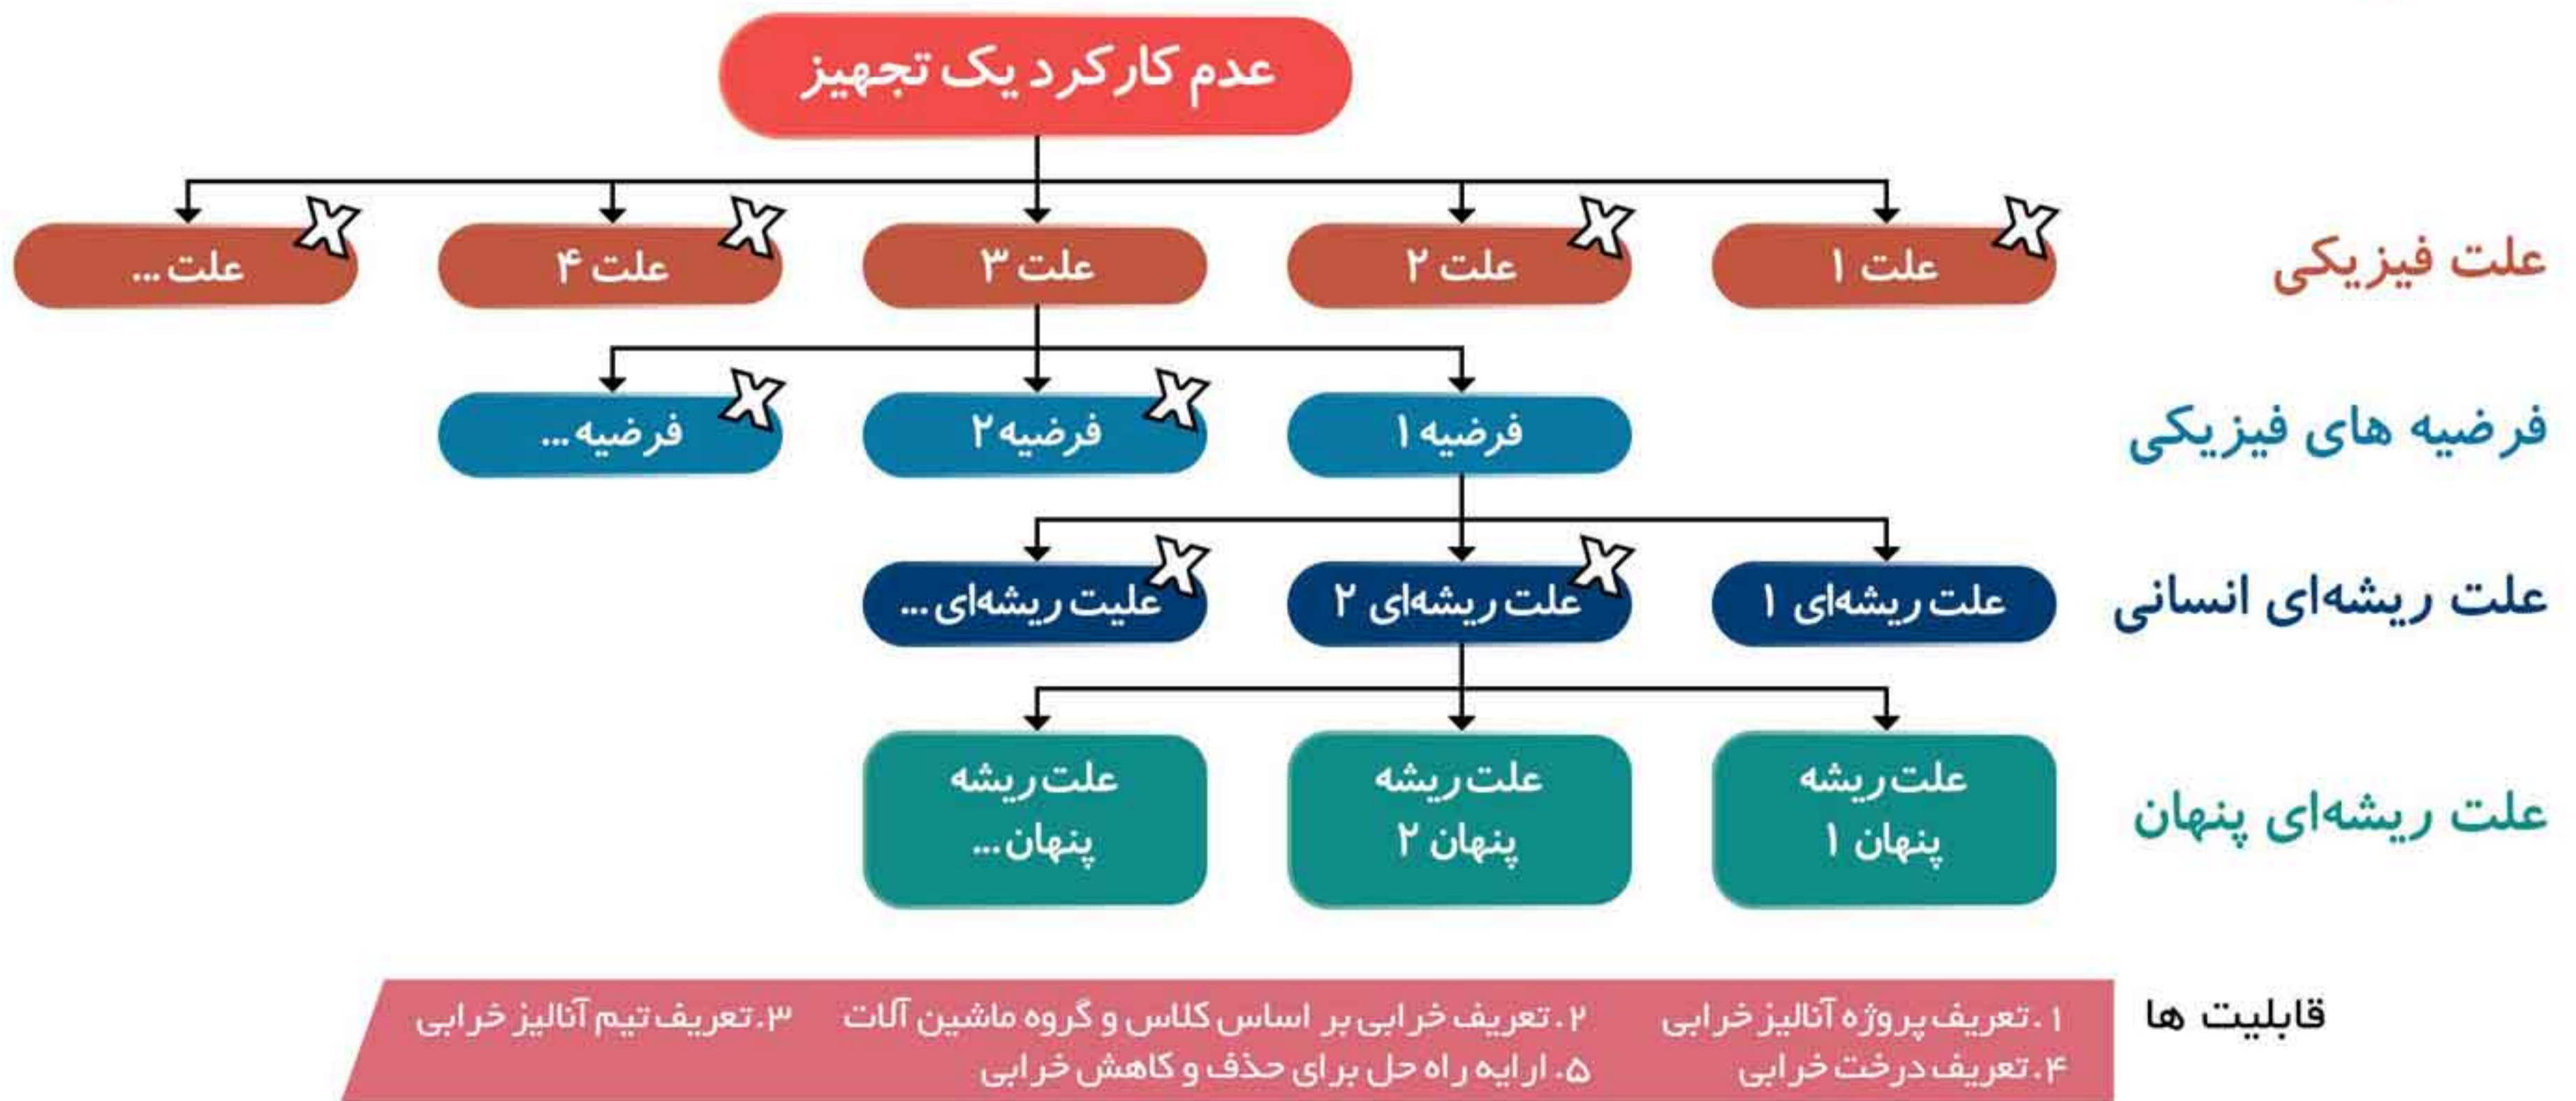 عدم کارکرد یک تجهیز
علت فیزیکی
علت ۱
X
علت ۲
X
علت ۳
علت ۴
X
علت ...
X
فرضیه های فیزیکی
فرضیه ۱
فرضیه ۲
X
فرضیه ...
X
علت ریشه‌ای انسانی
علت ریشه‌ای ۱
علت ریشه‌ای ۲
X
علیت ریشه‌ای ...
X
علت ریشه‌ای پنهان
علت ریشه
پنهان ۱
علت ریشه
پنهان ۲
علت ریشه
پنهان ...
قابلیت ها
۱. تعریف پروژه آنالیز خرابی ۲. تعریف خرابی بر اساس کلاس و گروه ماشین آلات ۳. تعریف تیم آنالیز خرابی
۴. تعریف درخت خرابی ۵. ارایه راه حل برای حذف و کاهش خرابی